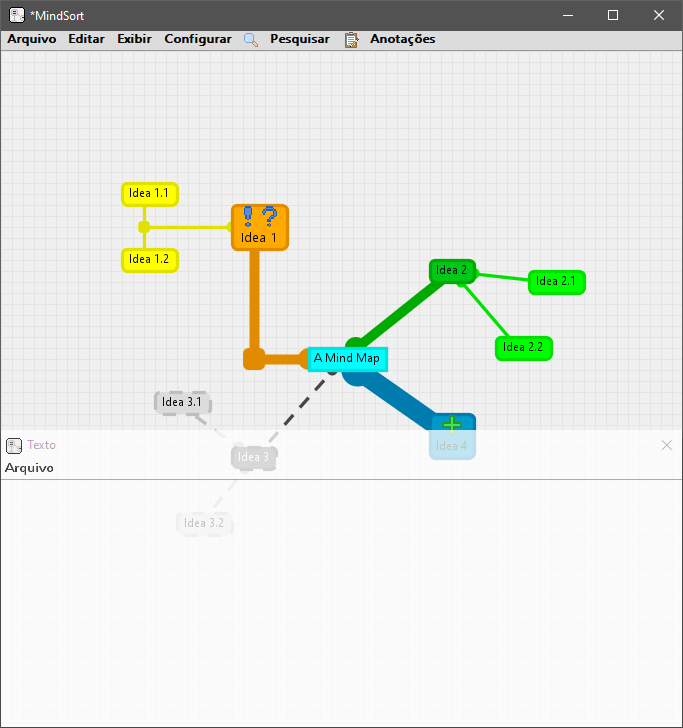 *MindSort
Arquivo Editar Exibir Configurar Pesquisar Anotações
Idea 1.1
Idea 1
Idea 1.2
Idea 2
Idea 2.1
Idea 2.2
A Mind Map
Idea 3.1
Idea 4
Texto
Idea 3
Arquivo
Idea 3.2